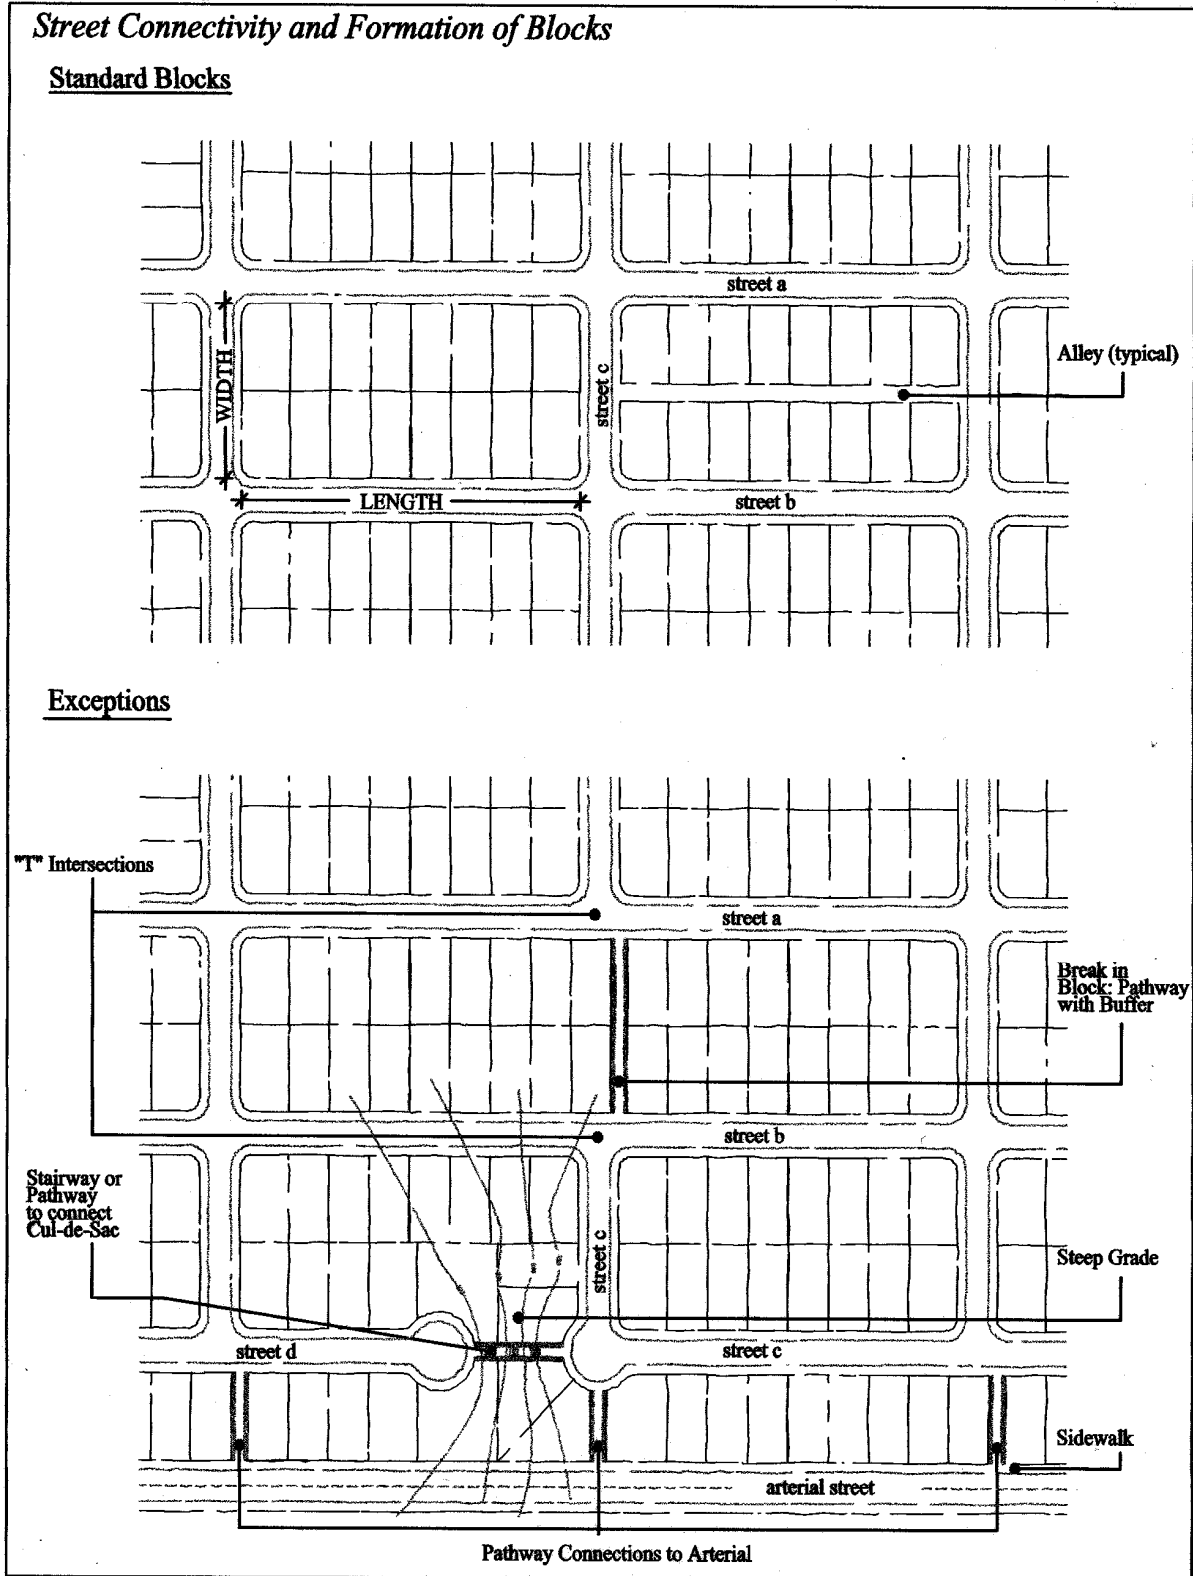 Street Connectivity and Formation of Blocks
Standard Blocks
street a
Alley (typical)
WIDTH
street c
LENGTH
street b
Exceptions
"T" Intersections
street a
Break in
Block: Pathway
with Buffer
street b
Stairway or
Pathway
to connect
Cul-de-Sac
street c
Steep Grade
street d
street c
Sidewalk
arterial street
Pathway Connections to Arterial